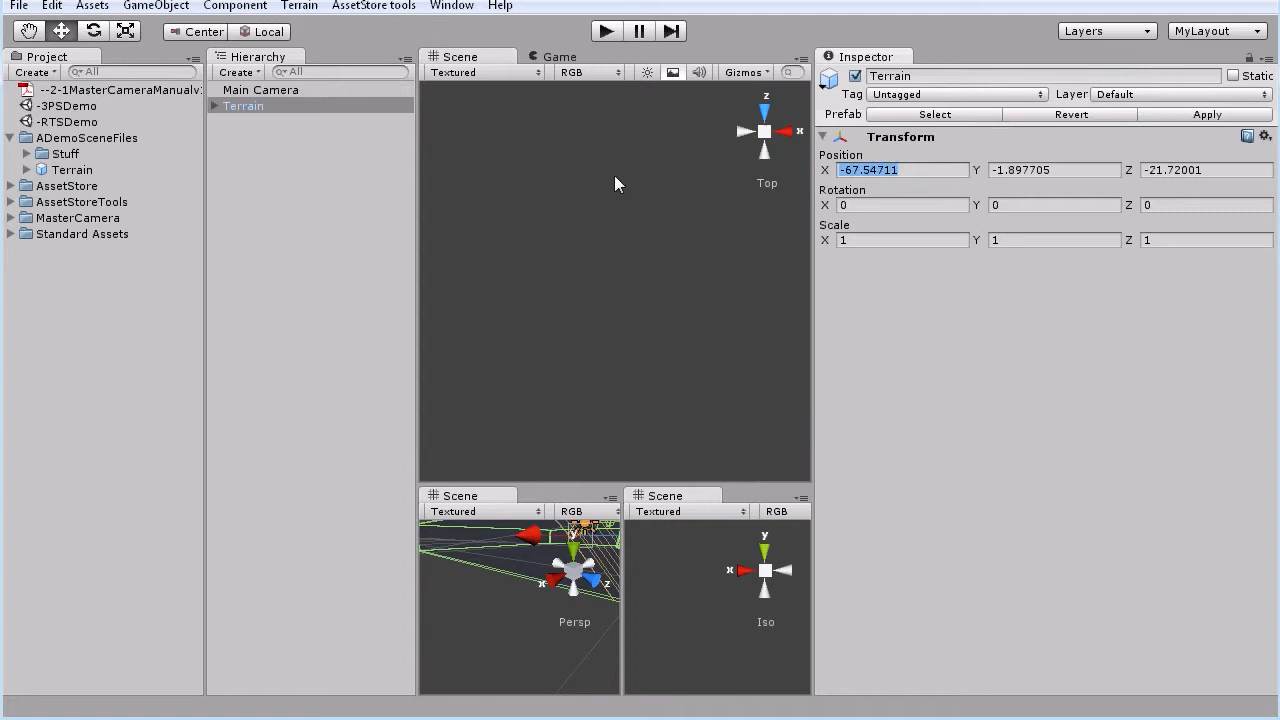 File Edit Assets GameObject Component Terrain AssetStore tools Window Help
Center Local Layers MyLayout
Project Hierarchy Scene Game Inspector
Create All Create All Textured RGB Gizmos Terrain Static
--2-1MasterCameraManualv:
-3PSDemo
-RTSDemo
ADemoSceneFiles
Stuff
Terrain
AssetStore
AssetStoreTools
MasterCamera
Standard Assets
Main Camera
Terrain
z
x
Top
Tag Untagged Layer Default
Prefab Select Revert Apply
Transform
Position
X -67.54711 Y -1.897705 Z -21.72001
Rotation
X 0 Y 0 Z 0
Scale
X 1 Y 1 Z 1
Scene Scene
Textured RGB Textured RGB
y
x z
Persp
y
x
Iso